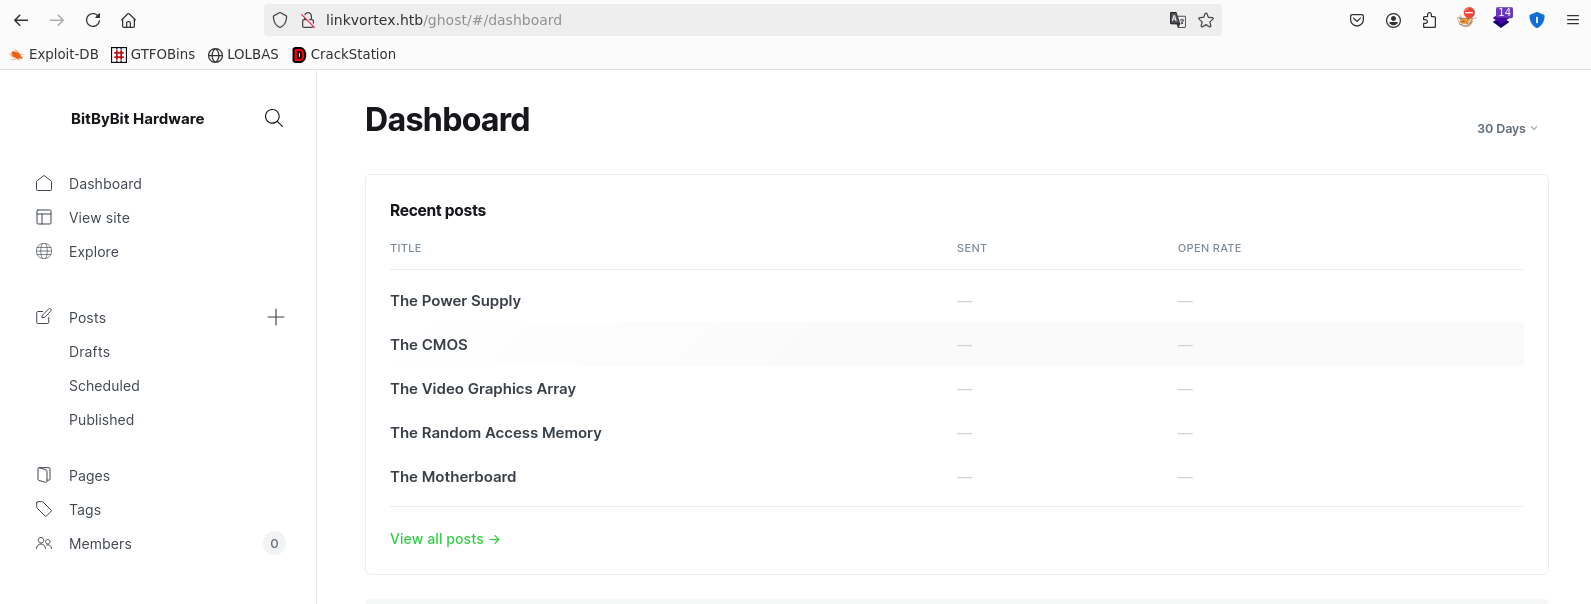 linkvortex.htb/ghost/#/dashboard
14
Exploit-DB GTFOBins LOLBAS CrackStation
BitByBit Hardware
Dashboard
View site
Explore
Posts
Drafts
Scheduled
Published
Pages
Tags
Members 0
Dashboard
30 Days
Recent posts
TITLE SENT OPEN RATE
The Power Supply — —
The CMOS — —
The Video Graphics Array — —
The Random Access Memory — —
The Motherboard — —
View all posts →